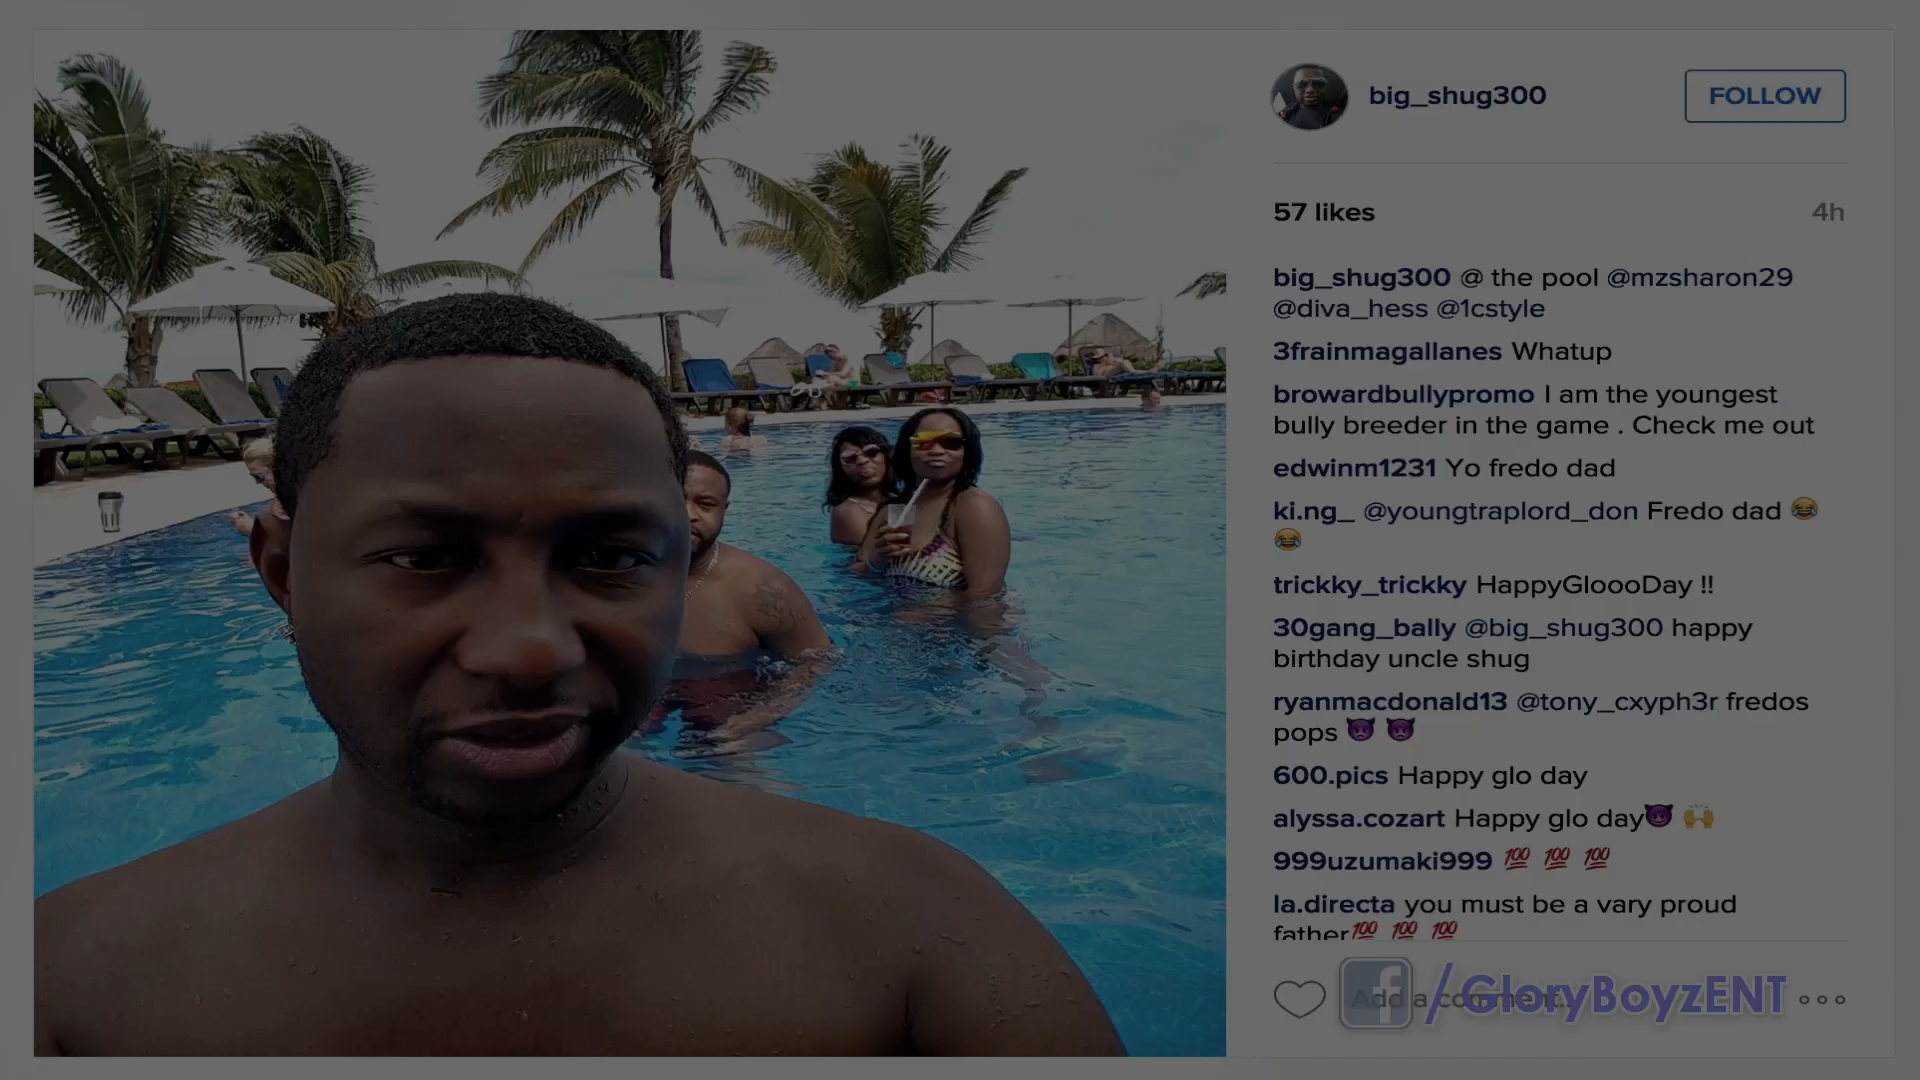 big_shug300
FOLLOW
57 likes
4h
big_shug300 @ the pool @mzsharon29
@diva_hess @1cstyle
3frainmagallanes Whatup
browardbullypromo I am the youngest
bully breeder in the game . Check me out
edwinm1231 Yo fredo dad
ki.ng_ @youngtraplord_don Fredo dad 😂
😂
trickky_trickky HappyGloooDay !!
30gang_bally @big_shug300 happy
birthday uncle shug
ryanmacdonald13 @tony_cxyph3r fredos
pops 😈 😈
600.pics Happy glo day
alyssa.cozart Happy glo day😈 🙌
999uzumaki999 💯 💯 💯
la.directa you must be a vary proud
father💯 💯 💯
Add a comment...
f/GloryBoyzENT